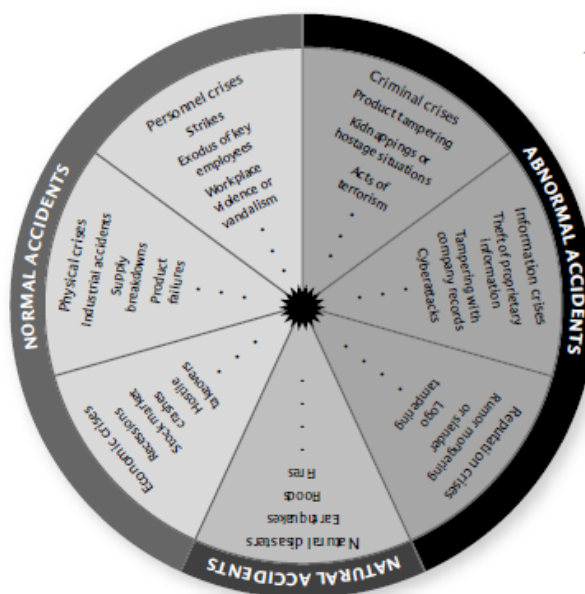 NORMAL ACCIDENTS
ABNORMAL ACCIDENTS
NATURAL ACCIDENTS
Personnel crises
Strikes
Exodus of key
employees
Workplace
violence or
vandalism
Criminal crises
Product tampering
Kidnappings or
hostage situations
Acts of
terrorism
Information crises
Theft of proprietary
information
Tampering with
company records
Cyberattacks
Reputation crises
Rumor mongering
or slander
Logo
tampering
Natural disasters
Earthquakes
Floods
Fires
Economic crises
Recessions
Stock market
crashes
Hostile
takeovers
Physical crises
Industrial accidents
Supply
breakdowns
Product
failures